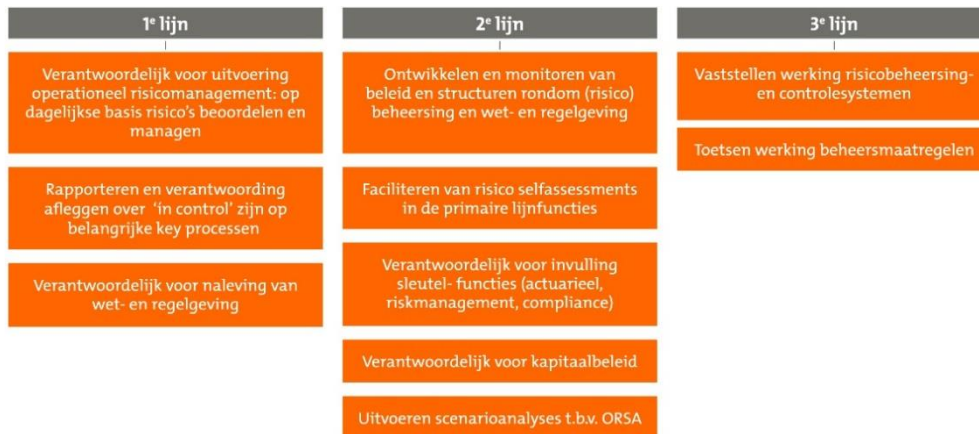 1e lijn
Verantwoordelijk voor uitvoering
operationeel risicomanagement: op
dagelijkse basis risico's beoordelen en
managen
Rapporteren en verantwoording
afleggen over 'in control' zijn op
belangrijke key processen
Verantwoordelijk voor naleving van
wet- en regelgeving
2e lijn
Ontwikkelen en monitoren van
beleid en structuren rondom (risico)
beheersing en wet- en regelgeving
Faciliteren van risico selfassessments
in de primaire lijnfuncties
Verantwoordelijk voor invulling
sleutel- functies (actuarieel,
riskmanagement, compliance)
Verantwoordelijk voor kapitaalbeleid
Uitvoeren scenarioanalyses t.b.v. ORSA
3e lijn
Vaststellen werking risicobeheersing-
en controlesystemen
Toetsen werking beheersmaatregelen